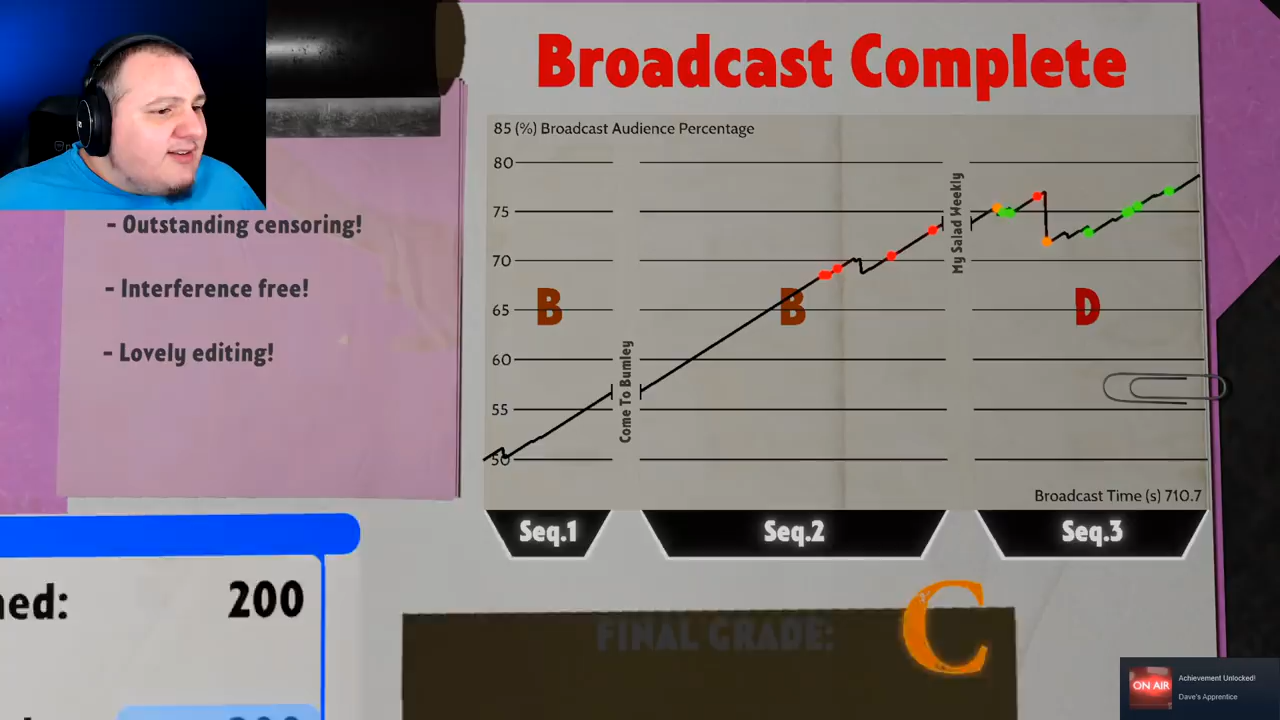 Broadcast Complete
85 (%) Broadcast Audience Percentage
80
75
70
65
60
55
50
Come To Bumley
My Salad Weekly
B
B
D
Broadcast Time (s) 710.7
Seq.1
Seq.2
Seq.3
- Outstanding censoring!
- Interference free!
- Lovely editing!
ned:
200
FINAL GRADE:
C
ON AIR
Achievement Unlocked!
Dave's Apprentice